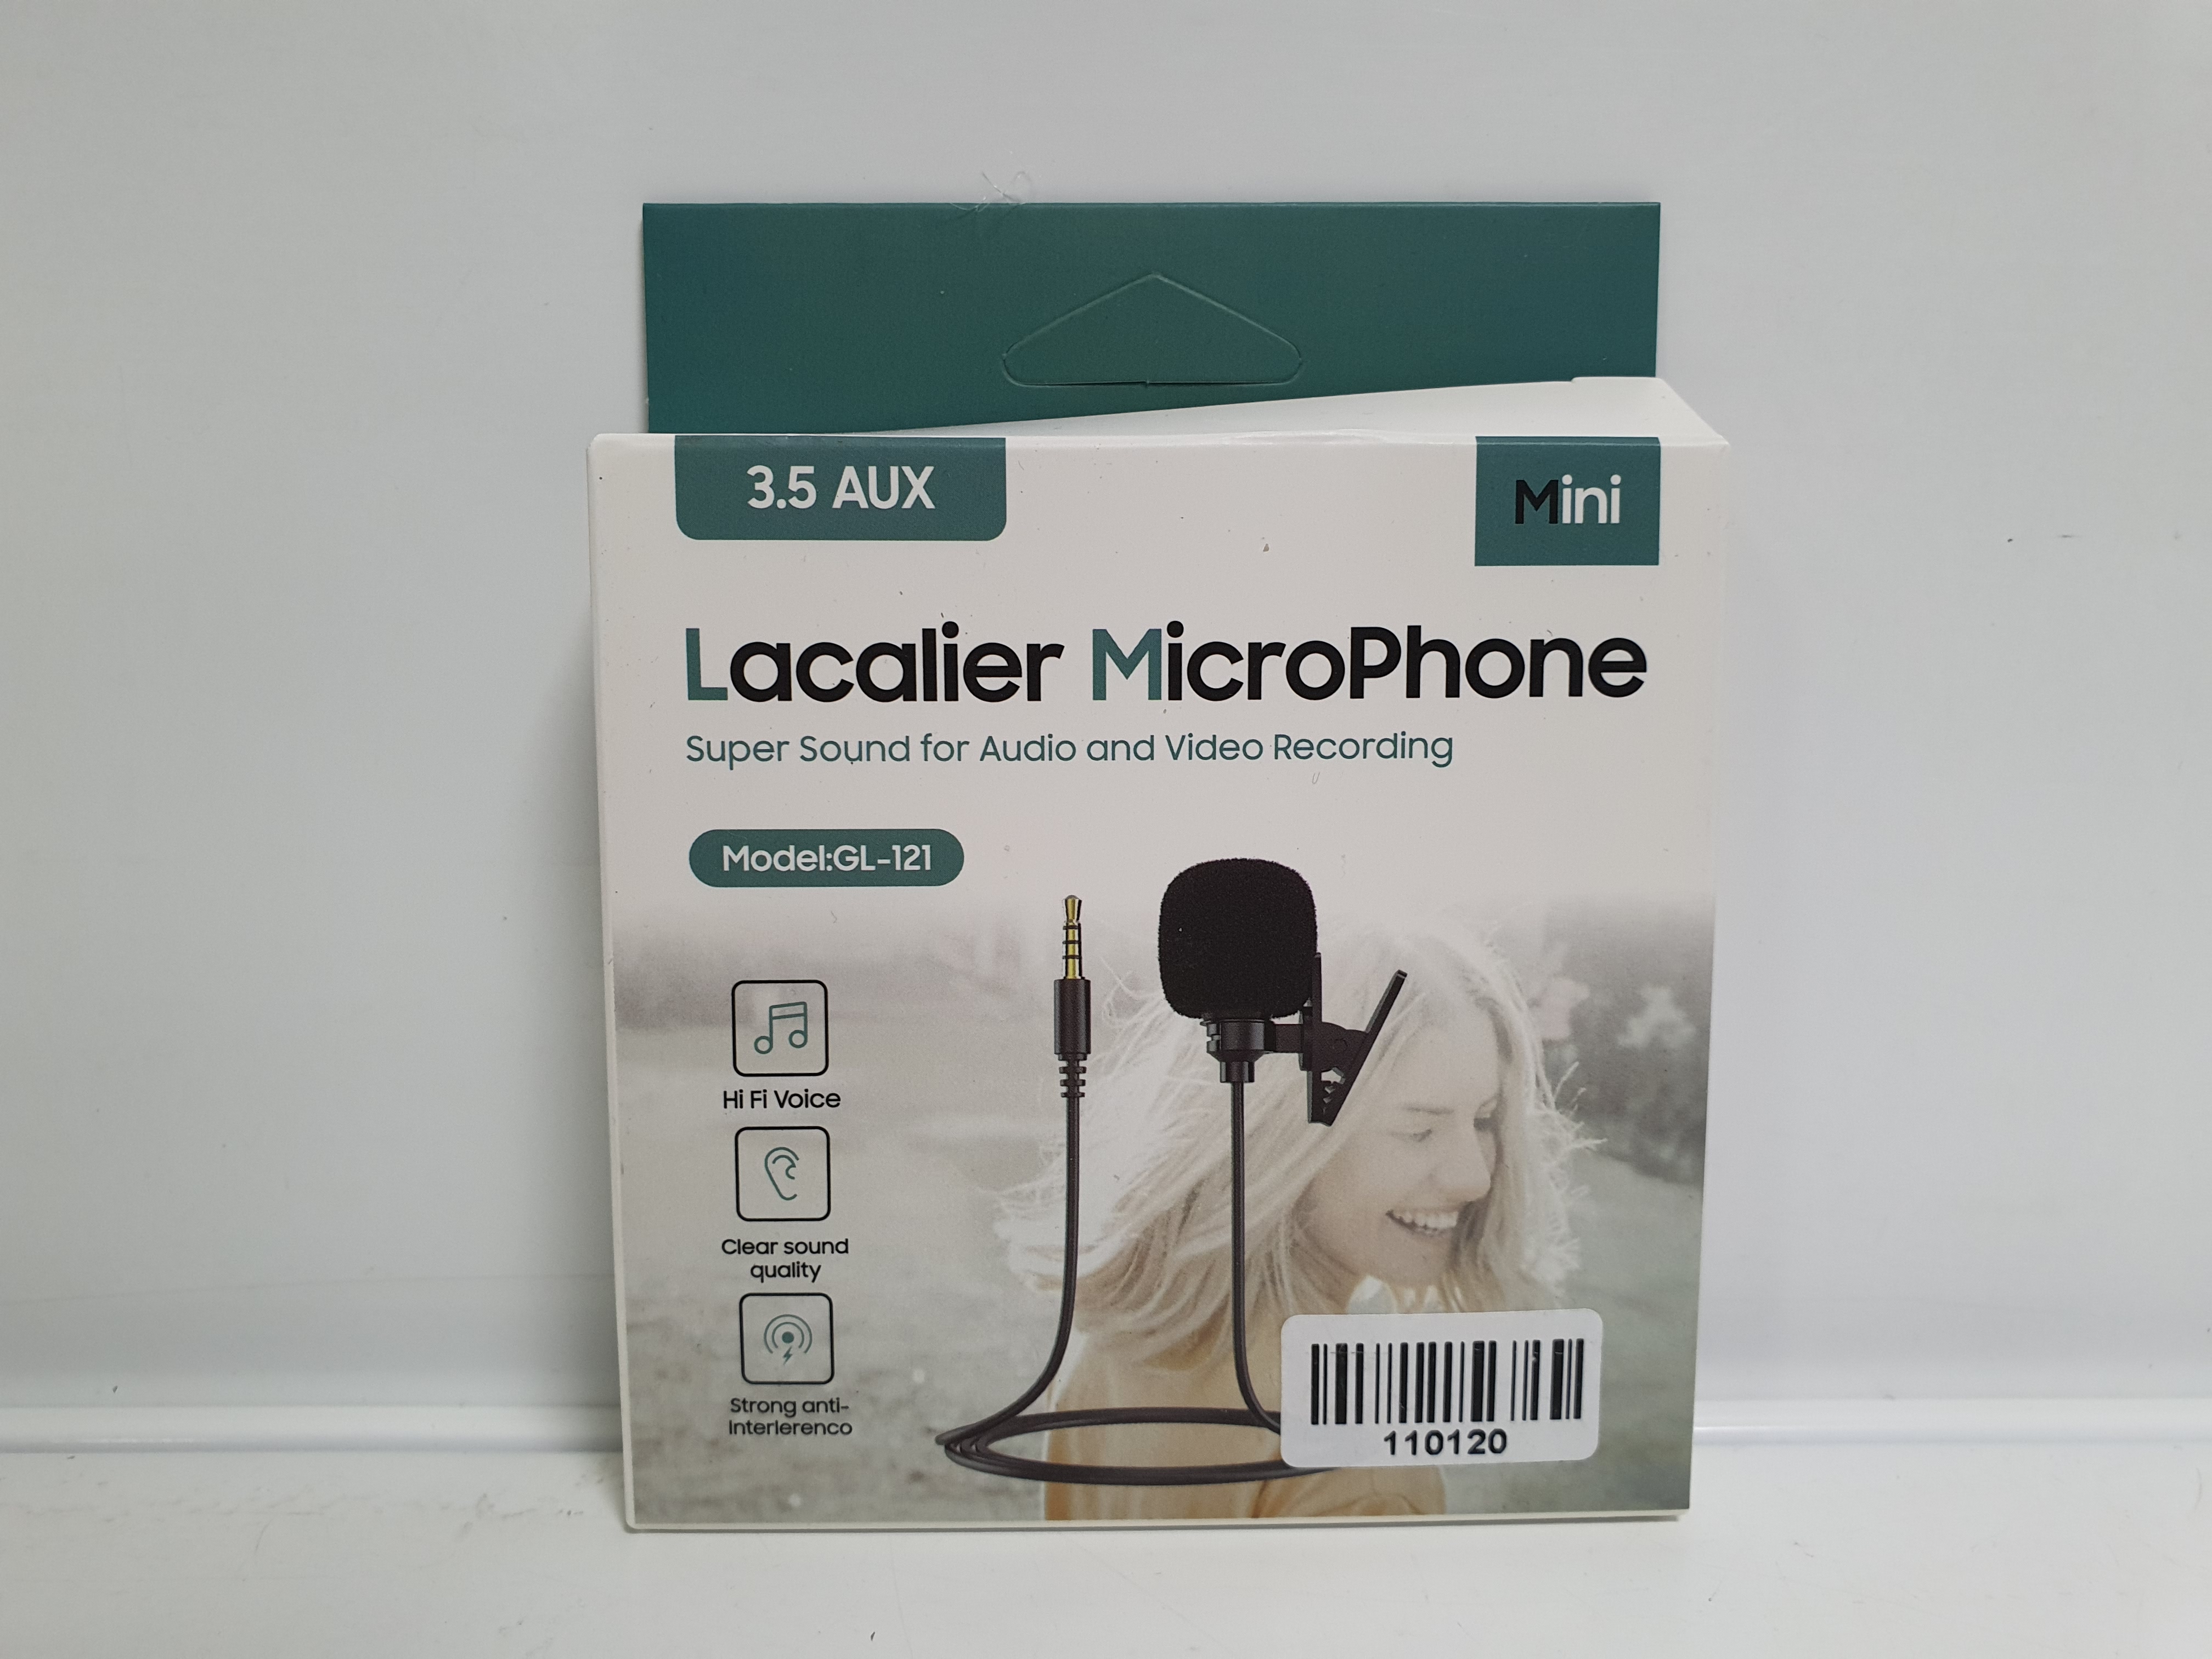 3.5 AUX
Mini
Lacalier MicroPhone
Super Sound for Audio and Video Recording
Model:GL-121
Hi Fi Voice
Clear sound
quality
Strong anti-
Interlerenco
110120